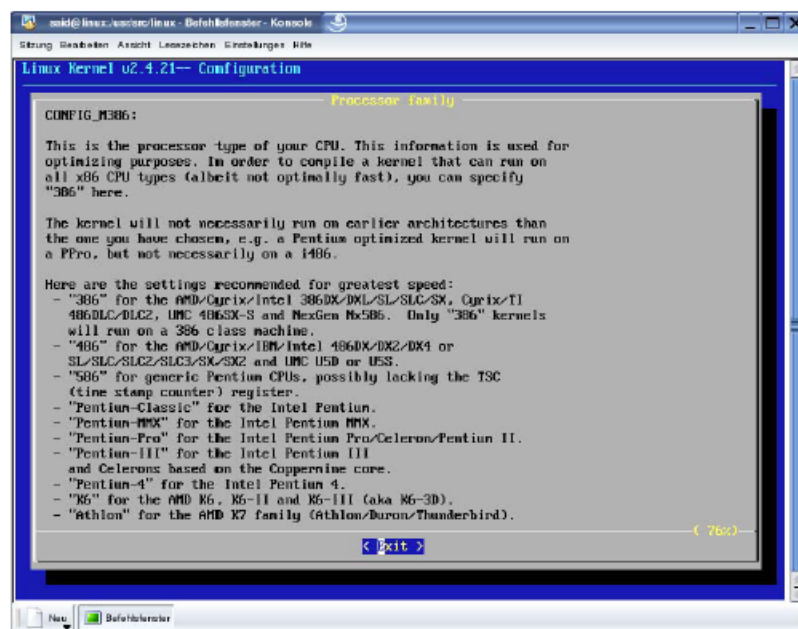 said@linux:/usr/src/linux - Befehlsfenster - Konsole
Sitzung Bearbeiten Ansicht Lesezeichen Einstellungen Hilfe
Linux Kernel v2.4.21-- Configuration
Processor family
CONFIG_M386:
This is the processor type of your CPU. This information is used for
optimizing purposes. In order to compile a kernel that can run on
all x86 CPU types (albeit not optimally fast), you can specify
"386" here.
The kernel will not necessarily run on earlier architectures than
the one you have chosen, e.g. a Pentium optimized kernel will run on
a PPro, but not necessarily on a i486.
Here are the settings recommended for greatest speed:
- "386" for the AMD/Cyrix/Intel 386DX/DXL/SL/SLC/SX, Cyrix/TI
486DLC/DLC2, UMC 486SX-S and NexGen Nx586. Only "386" kernels
will run on a 386 class machine.
- "486" for the AMD/Cyrix/IBM/Intel 486DX/DX2/DX4 or
SL/SLC/SLC2/SLC3/SX/SX2 and UMC U5D or U5S.
- "586" for generic Pentium CPUs, possibly lacking the TSC
(time stamp counter) register.
- "Pentium-Classic" for the Intel Pentium.
- "Pentium-MMX" for the Intel Pentium MMX.
- "Pentium-Pro" for the Intel Pentium Pro/Celeron/Pentium II.
- "Pentium-III" for the Intel Pentium III
and Celerons based on the Coppermine core.
- "Pentium-4" for the Intel Pentium 4.
- "K6" for the AMD K6, K6-II and K6-III (aka K6-3D).
- "Athlon" for the AMD K7 family (Athlon/Duron/Thunderbird).
( 76%)
< Exit >
Neu Befehlsfenster